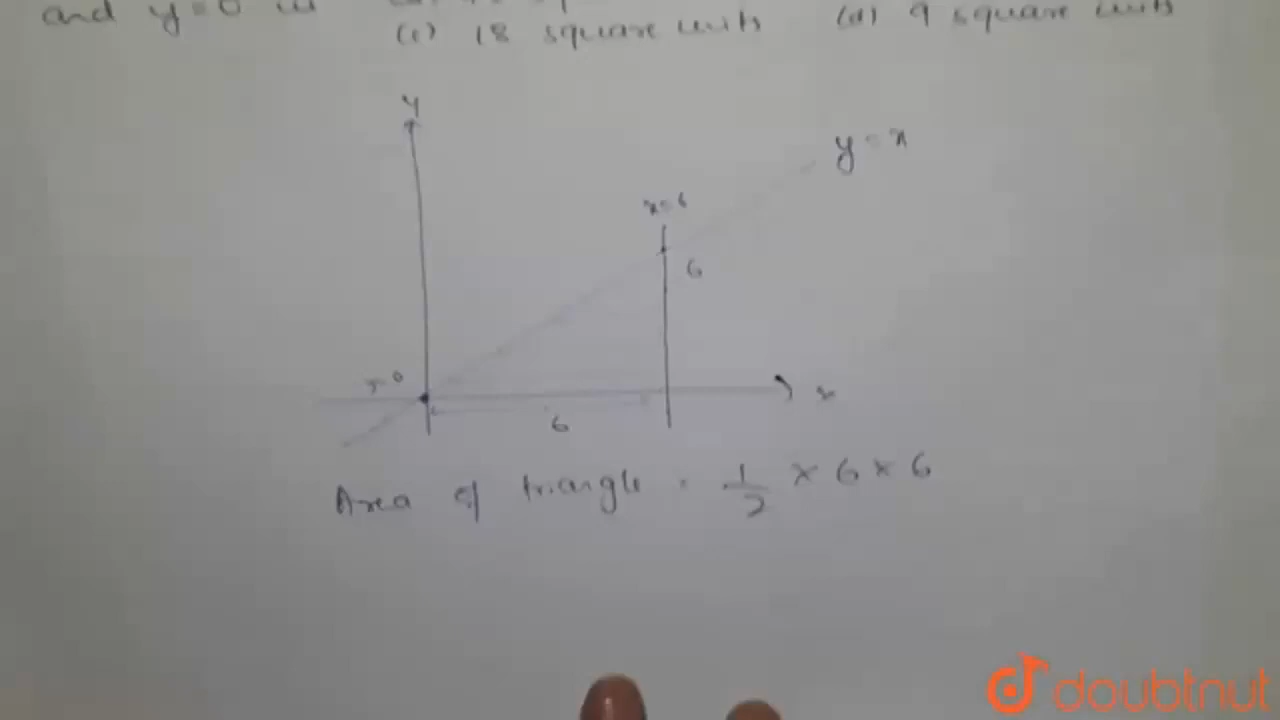 and y=0 is
(c) 18 square units (d) 9 square units
y
y = x
x=6
6
y=0
x
6
Area of triangle = 1/2 × 6 × 6
doubtnut